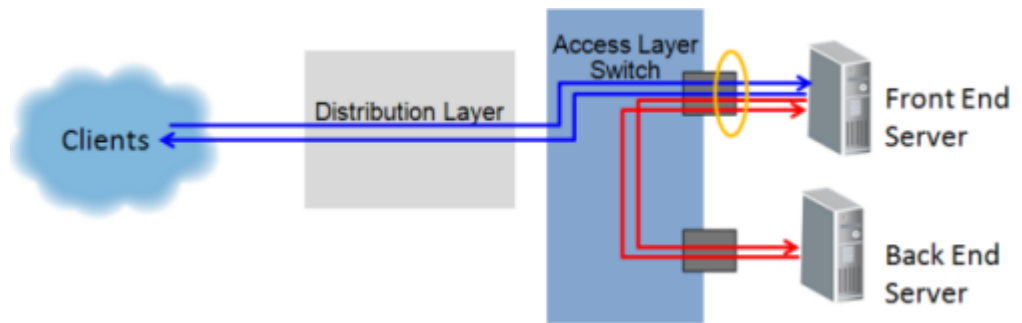 Clients
Distribution Layer
Access Layer
Switch
Front End
Server
Back End
Server